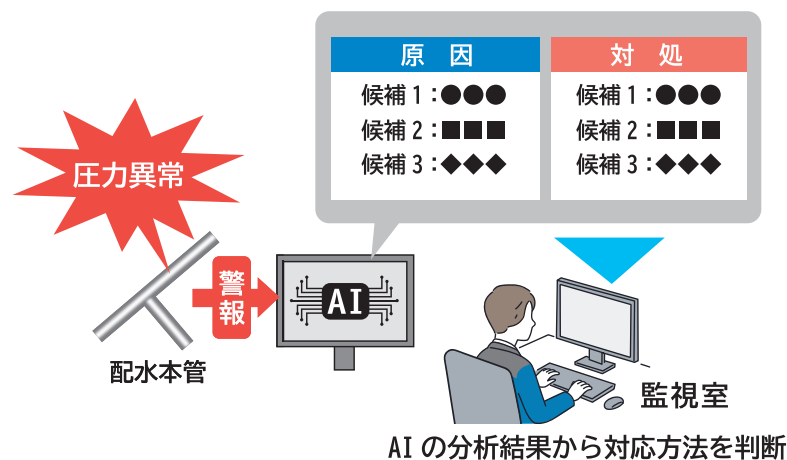 原　因
対　処
候補1：●●●
候補2：■■■
候補3：◆◆◆
候補1：●●●
候補2：■■■
候補3：◆◆◆
圧力異常
警報
AI
配水本管
監視室
AIの分析結果から対応方法を判断